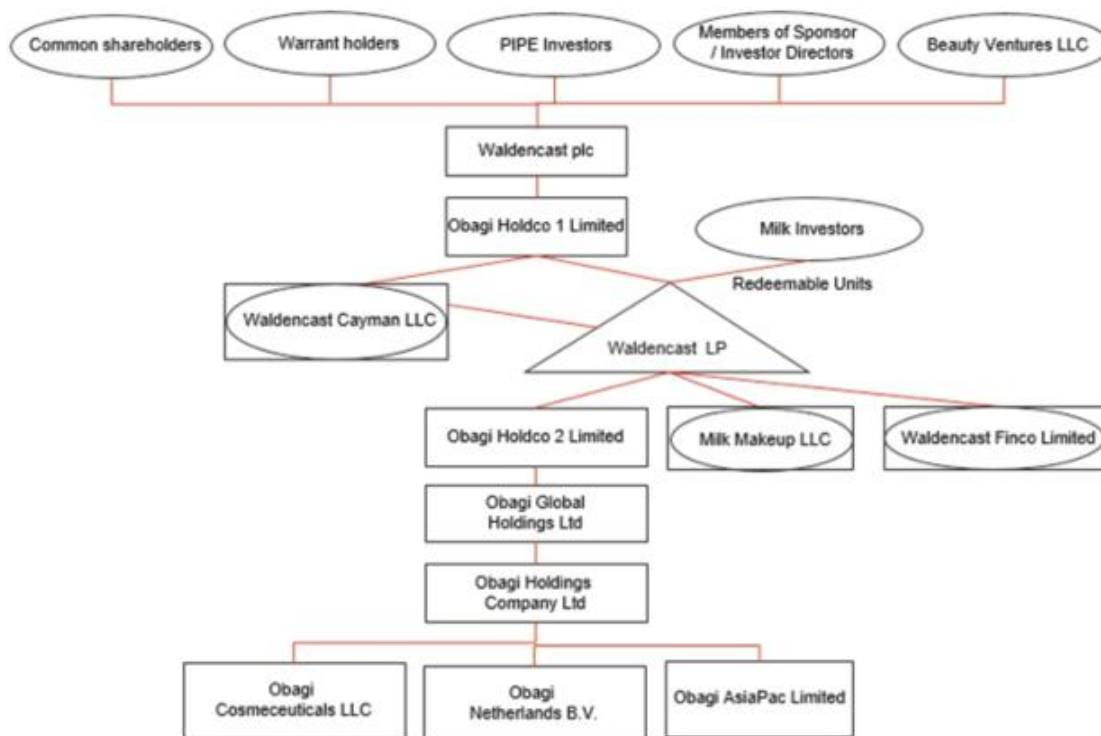 Common shareholders
Warrant holders
PIPE Investors
Members of Sponsor
/ Investor Directors
Beauty Ventures LLC
Waldencast plc
Obagi Holdco 1 Limited
Milk Investors
Redeemable Units
Waldencast Cayman LLC
Waldencast LP
Obagi Holdco 2 Limited
Milk Makeup LLC
Waldencast Finco Limited
Obagi Global
Holdings Ltd
Obagi Holdings
Company Ltd
Obagi
Cosmeceuticals LLC
Obagi
Netherlands B.V.
Obagi AsiaPac Limited